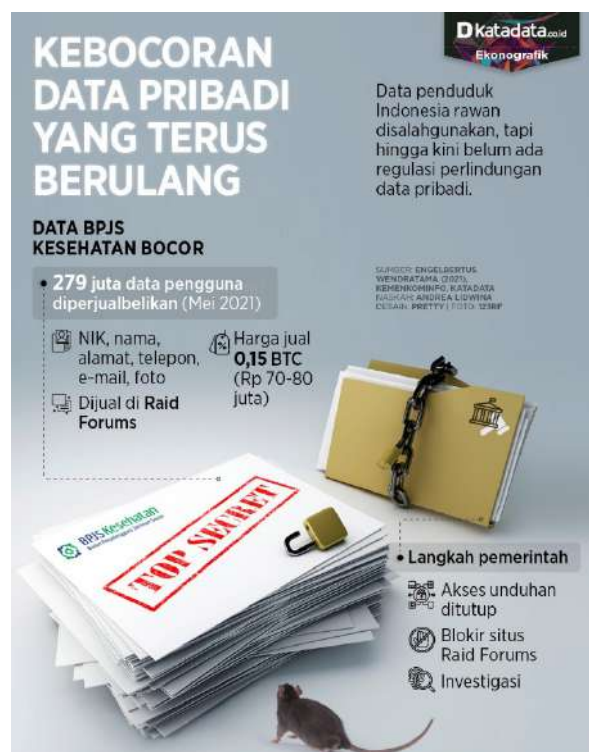 Dkatadata.co.id
Ekonografik
KEBOCORAN
DATA PRIBADI
YANG TERUS
BERULANG
Data penduduk
Indonesia rawan
disalahgunakan, tapi
hingga kini belum ada
regulasi perlindungan
data pribadi.
DATA BPJS
KESEHATAN BOCOR
279 juta data pengguna
diperjualbelikan (Mei 2021)
SUMBER: ENGELBERTUS
WENDRATAMA (2021),
KEMENKOMINFO, KATADATA
NASKAH: ANDREA LIDWINA
DESAIN: PRETTY | FOTO: 123RF
NIK, nama,
alamat, telepon,
e-mail, foto
Dijual di Raid
Forums
Harga jual
0,15 BTC
(Rp 70-80
juta)
BPJS Kesehatan
Badan Penyelenggara Jaminan Sosial
TOP SECRET
Langkah pemerintah
Akses unduhan
ditutup
Blokir situs
Raid Forums
Investigasi